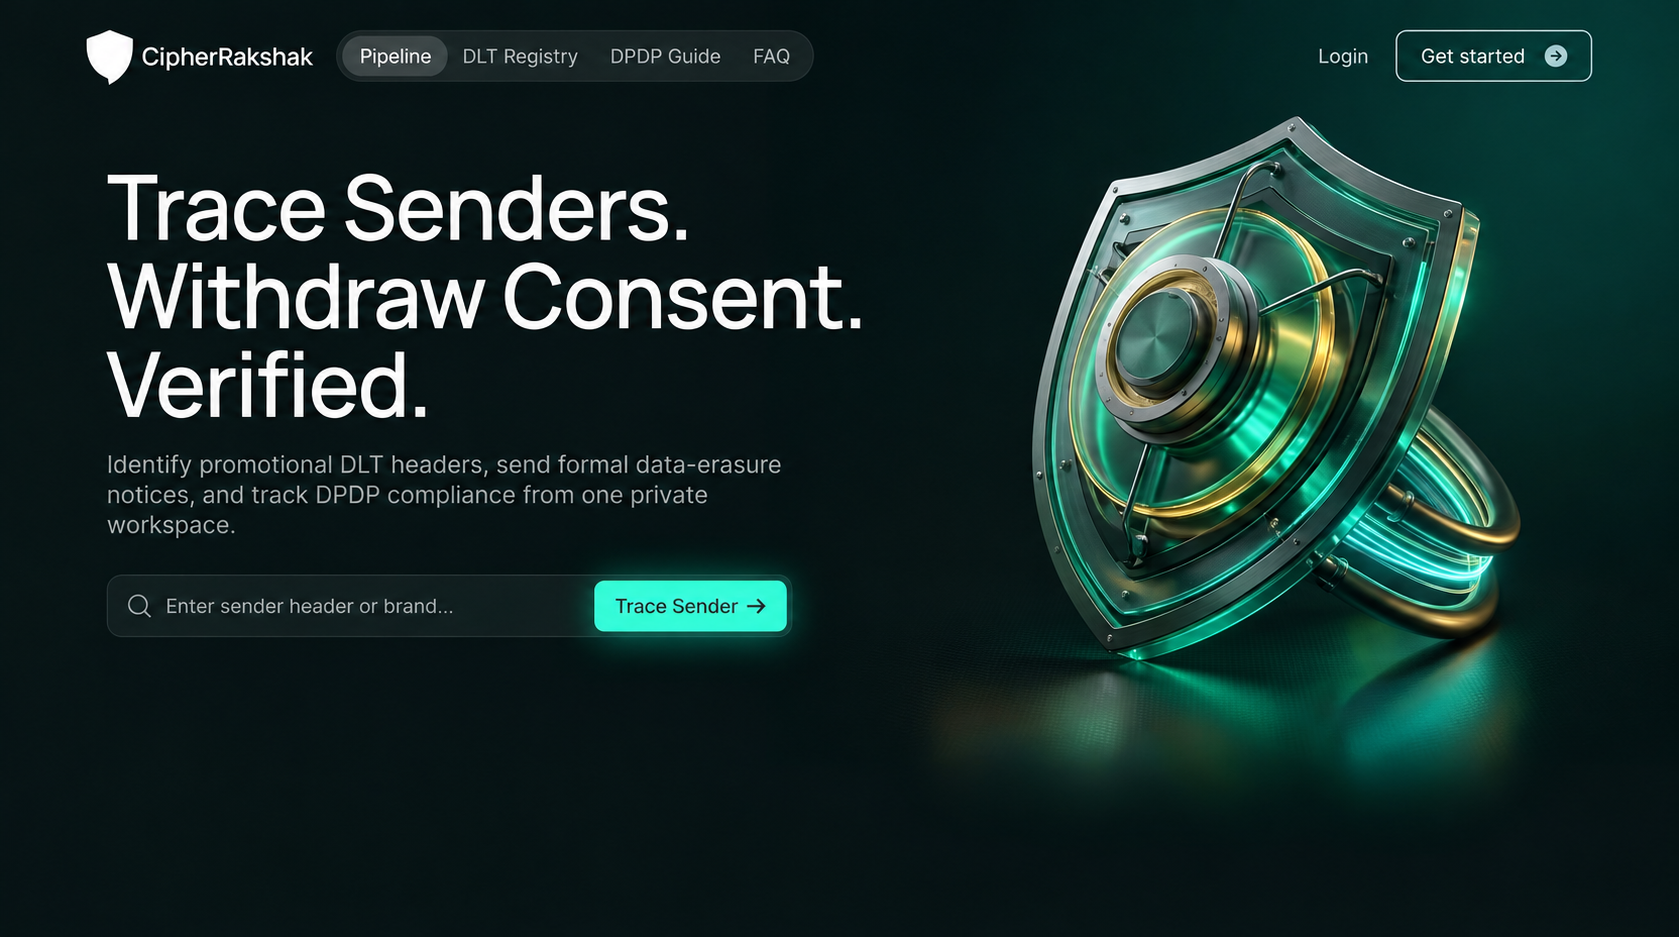 CipherRakshak
Pipeline
DLT Registry
DPDP Guide
FAQ
Login
Get started
Trace Senders.
Withdraw Consent.
Verified.
Identify promotional DLT headers, send formal data-erasure
notices, and track DPDP compliance from one private
workspace.
Enter sender header or brand...
Trace Sender →